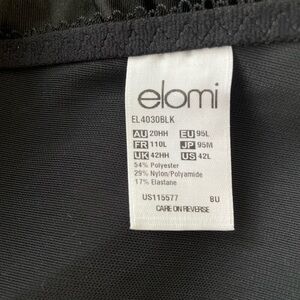 elomi
EL4030BLK
AU 20HH EU 95L
FR 110L JP 95M
UK 42HH US 42L
54% Polyester
29% Nylon/Polyamide
17% Elastane
US115577 BU
CARE ON REVERSE